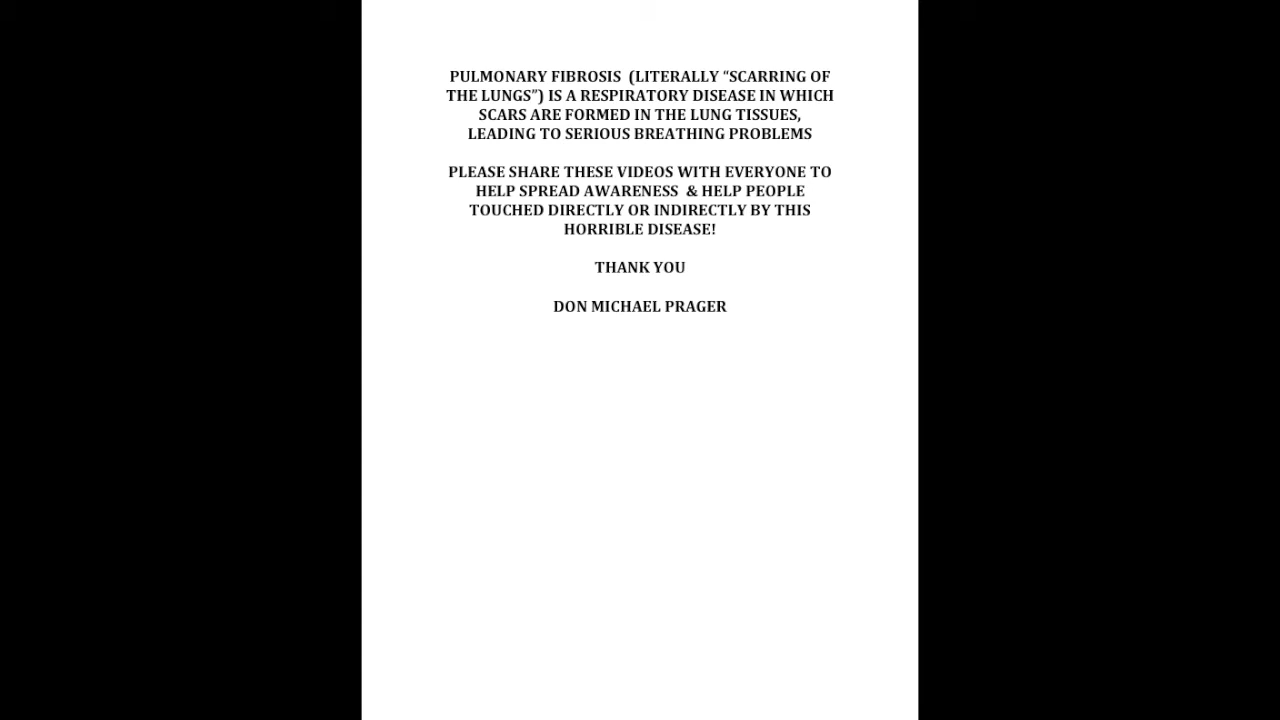 PULMONARY FIBROSIS  (LITERALLY “SCARRING OF
THE LUNGS”) IS A RESPIRATORY DISEASE IN WHICH
SCARS ARE FORMED IN THE LUNG TISSUES,
LEADING TO SERIOUS BREATHING PROBLEMS
PLEASE SHARE THESE VIDEOS WITH EVERYONE TO
HELP SPREAD AWARENESS  & HELP PEOPLE
TOUCHED DIRECTLY OR INDIRECTLY BY THIS
HORRIBLE DISEASE!
THANK YOU
DON MICHAEL PRAGER